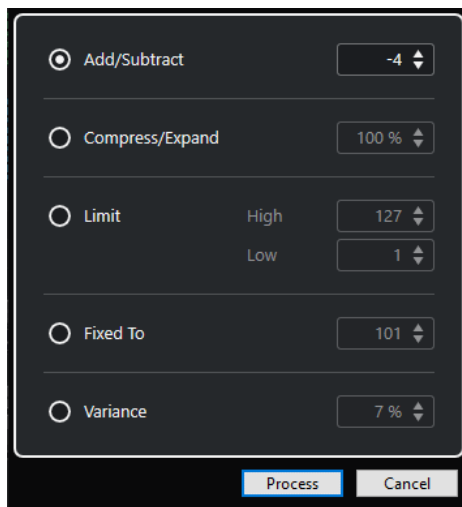 Add/Subtract -4
Compress/Expand 100 %
Limit High 127
Low 1
Fixed To 101
Variance 7 %
Process Cancel